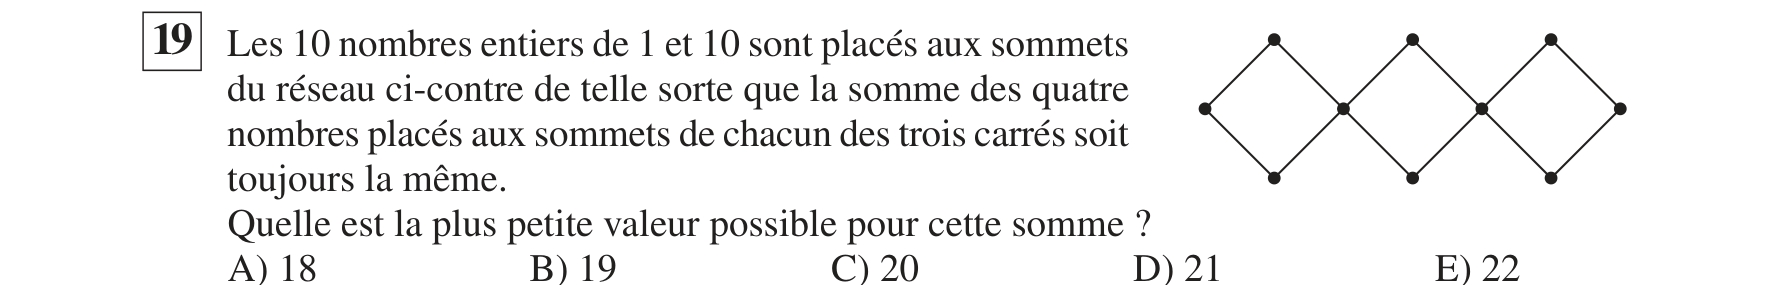 19 Les 10 nombres entiers de 1 et 10 sont placés aux sommets
du réseau ci-contre de telle sorte que la somme des quatre
nombres placés aux sommets de chacun des trois carrés soit
toujours la même.
Quelle est la plus petite valeur possible pour cette somme ?
A) 18 B) 19 C) 20 D) 21 E) 22